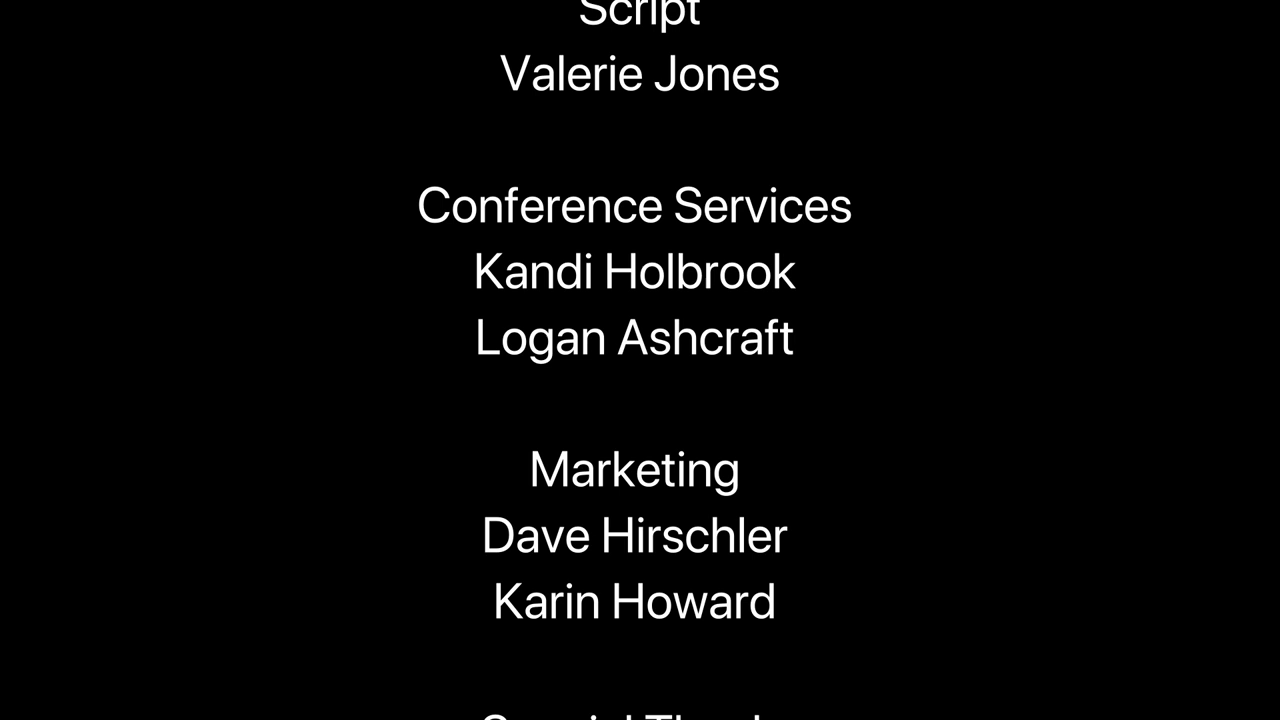 Script
Valerie Jones
Conference Services
Kandi Holbrook
Logan Ashcraft
Marketing
Dave Hirschler
Karin Howard